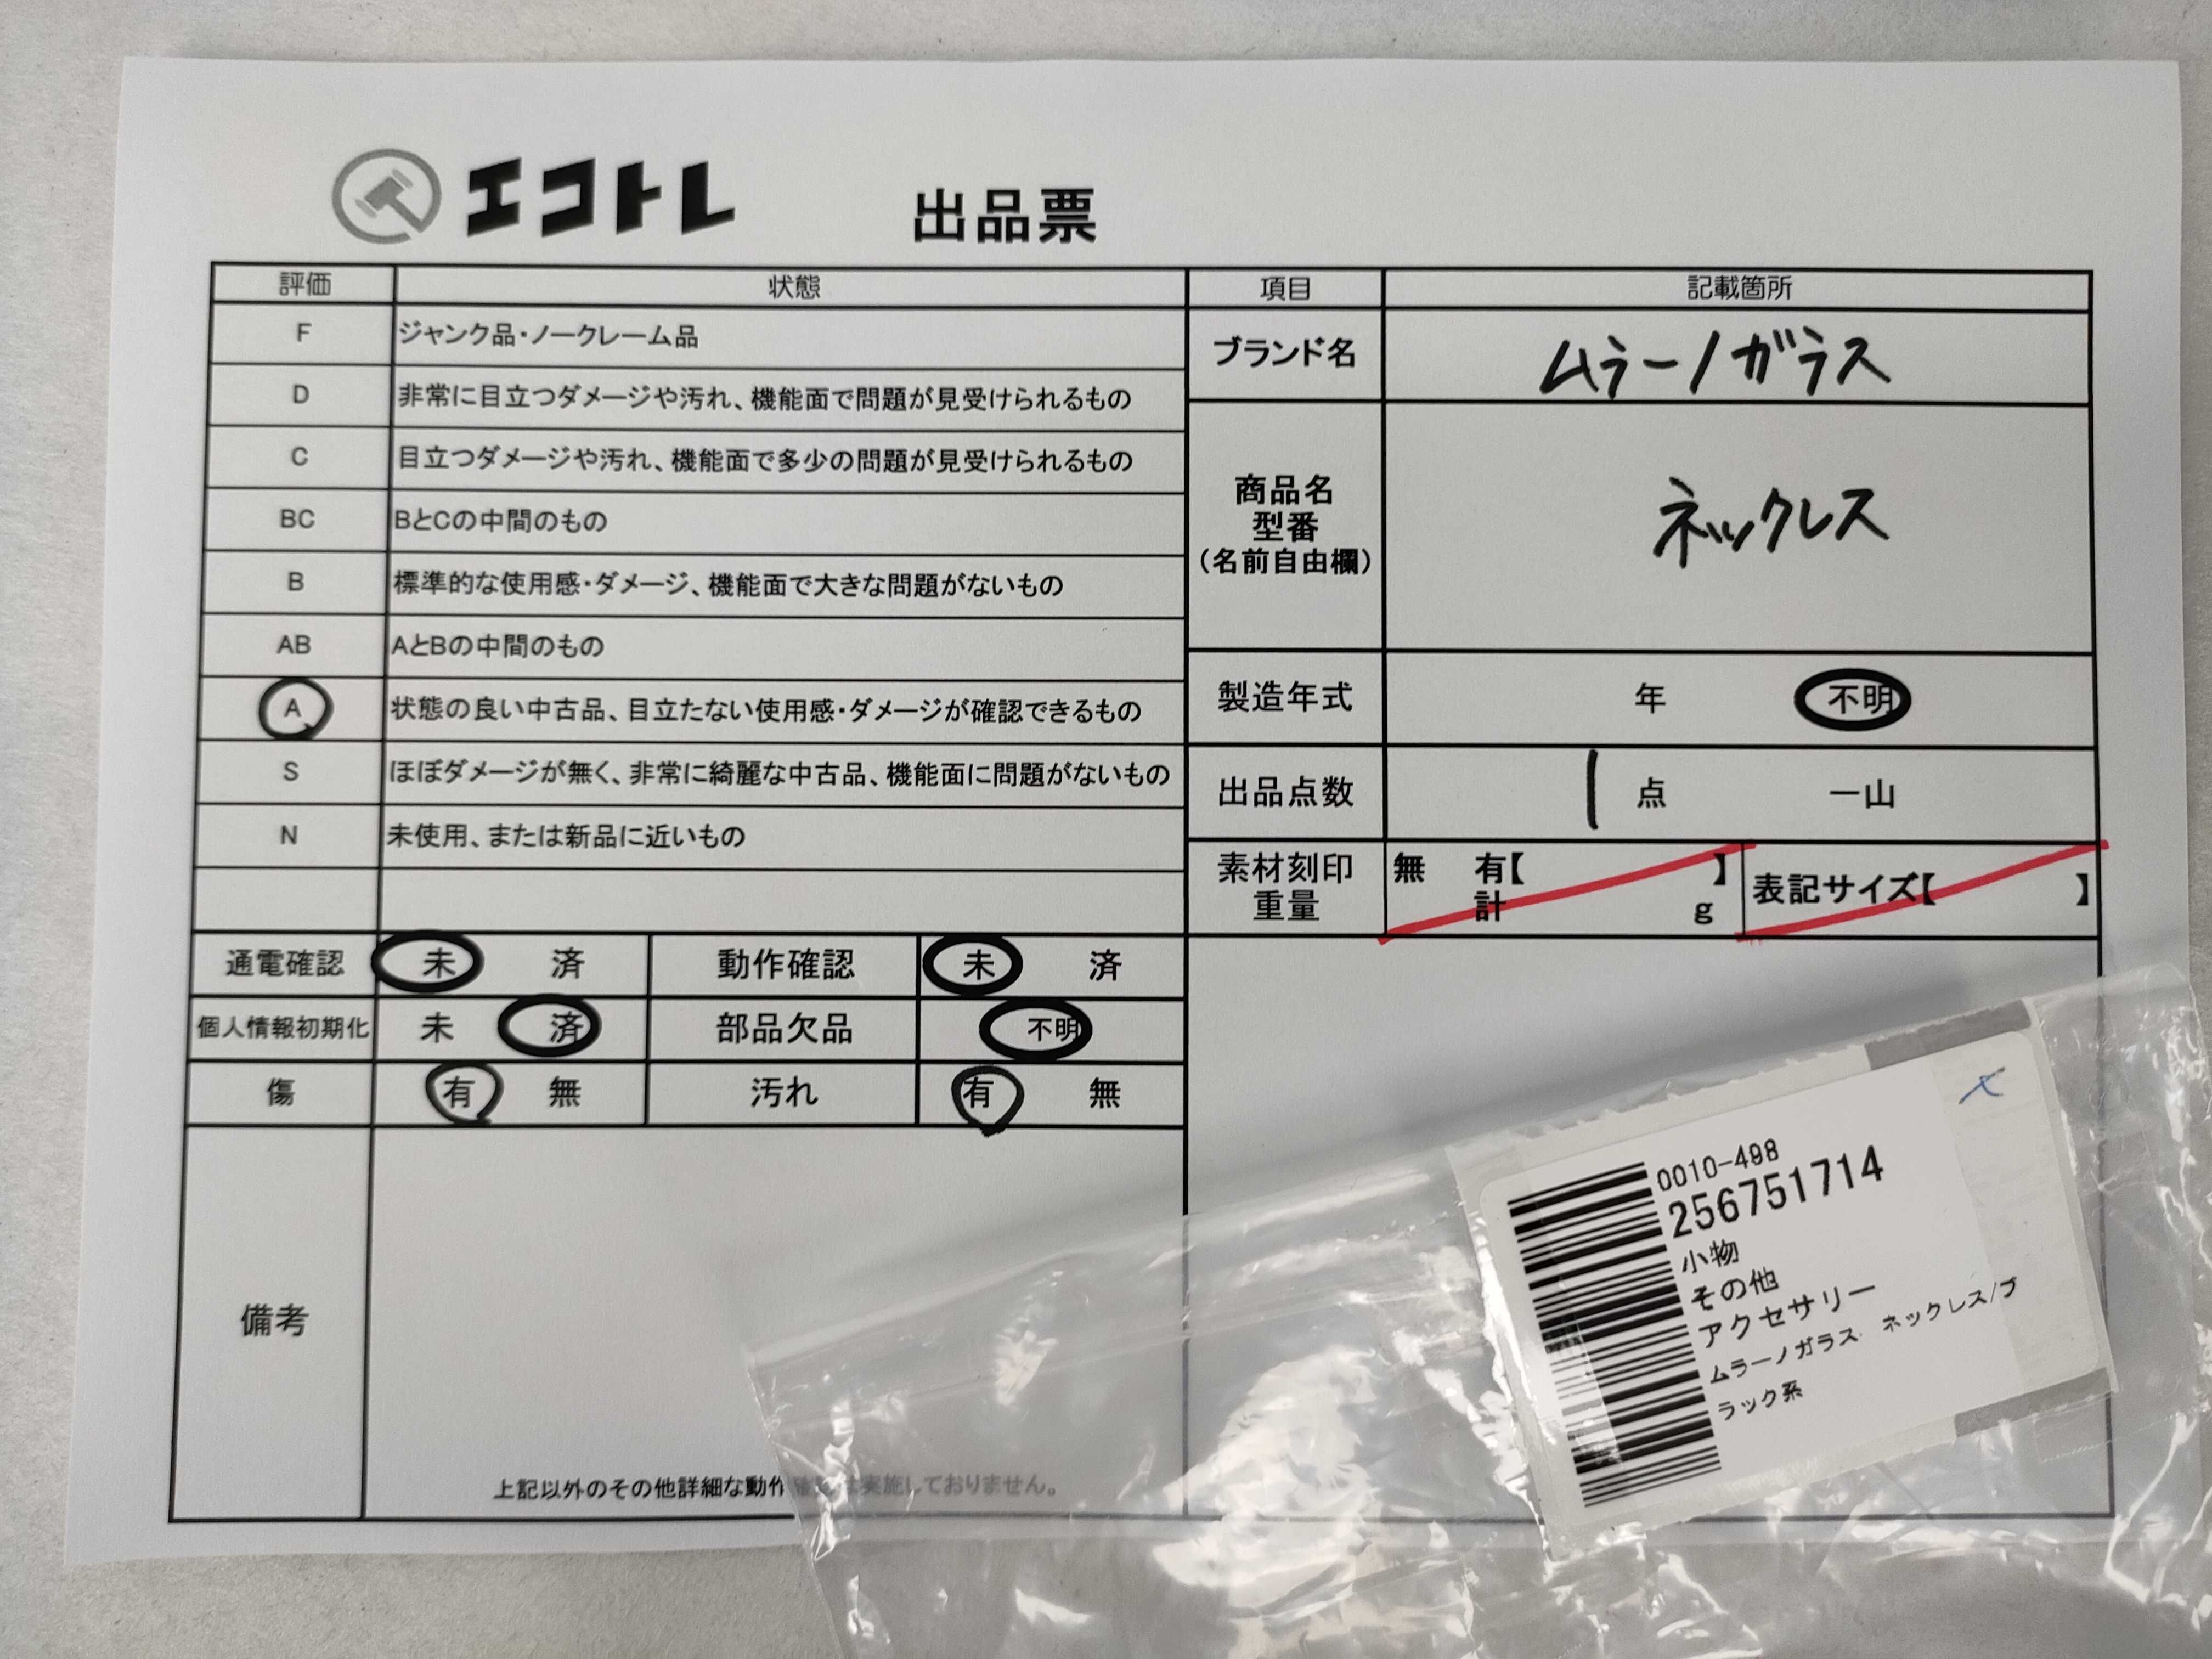 エコトレ 出品票
評価 状態 項目 記載箇所
F ジャンク品・ノークレーム品
D 非常に目立つダメージや汚れ、機能面で問題が見受けられるもの
C 目立つダメージや汚れ、機能面で多少の問題が見受けられるもの
BC BとCの中間のもの
B 標準的な使用感・ダメージ、機能面で大きな問題がないもの
AB AとBの中間のもの
A 状態の良い中古品、目立たない使用感・ダメージが確認できるもの
S ほぼダメージが無く、非常に綺麗な中古品、機能面に問題がないもの
N 未使用、または新品に近いもの
ブランド名 ムラーノガラス
商品名
型番
(名前自由欄)
ネックレス
製造年式 年 不明
出品点数 1 点 一山
素材刻印 無 有【 】 表記サイズ【 】
重量 計 g
通電確認 未 済 動作確認 未 済
個人情報初期化 未 済 部品欠品 不明
傷 有 無 汚れ 有 無
備考
上記以外のその他詳細な動作確認は実施しておりません。
0010-498
256751714
小物
その他
アクセサリー
ムラーノガラス ネックレス/ブ
ラック系